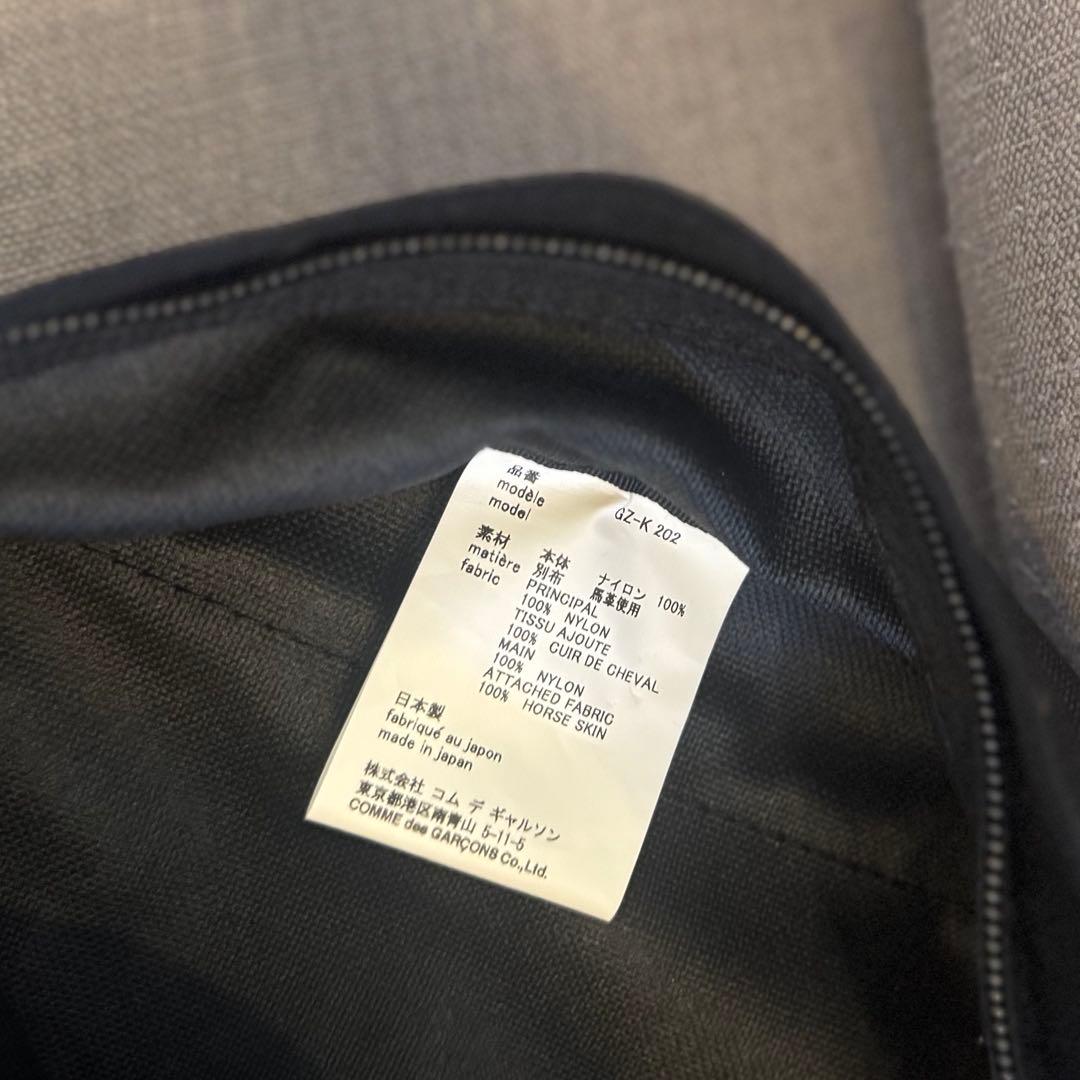 品番
modèle
model
GZ-K 202
素材 本体 ナイロン 100%
matière 別布 馬革使用
fabric PRINCIPAL
100% NYLON
TISSU AJOUTE
100% CUIR DE CHEVAL
MAIN
100% NYLON
ATTACHED FABRIC
100% HORSE SKIN
日本製
fabriqué au japon
made in japan
株式会社 コム デ ギャルソン
東京都港区南青山 5-11-5
COMME des GARÇONS Co.,Ltd.